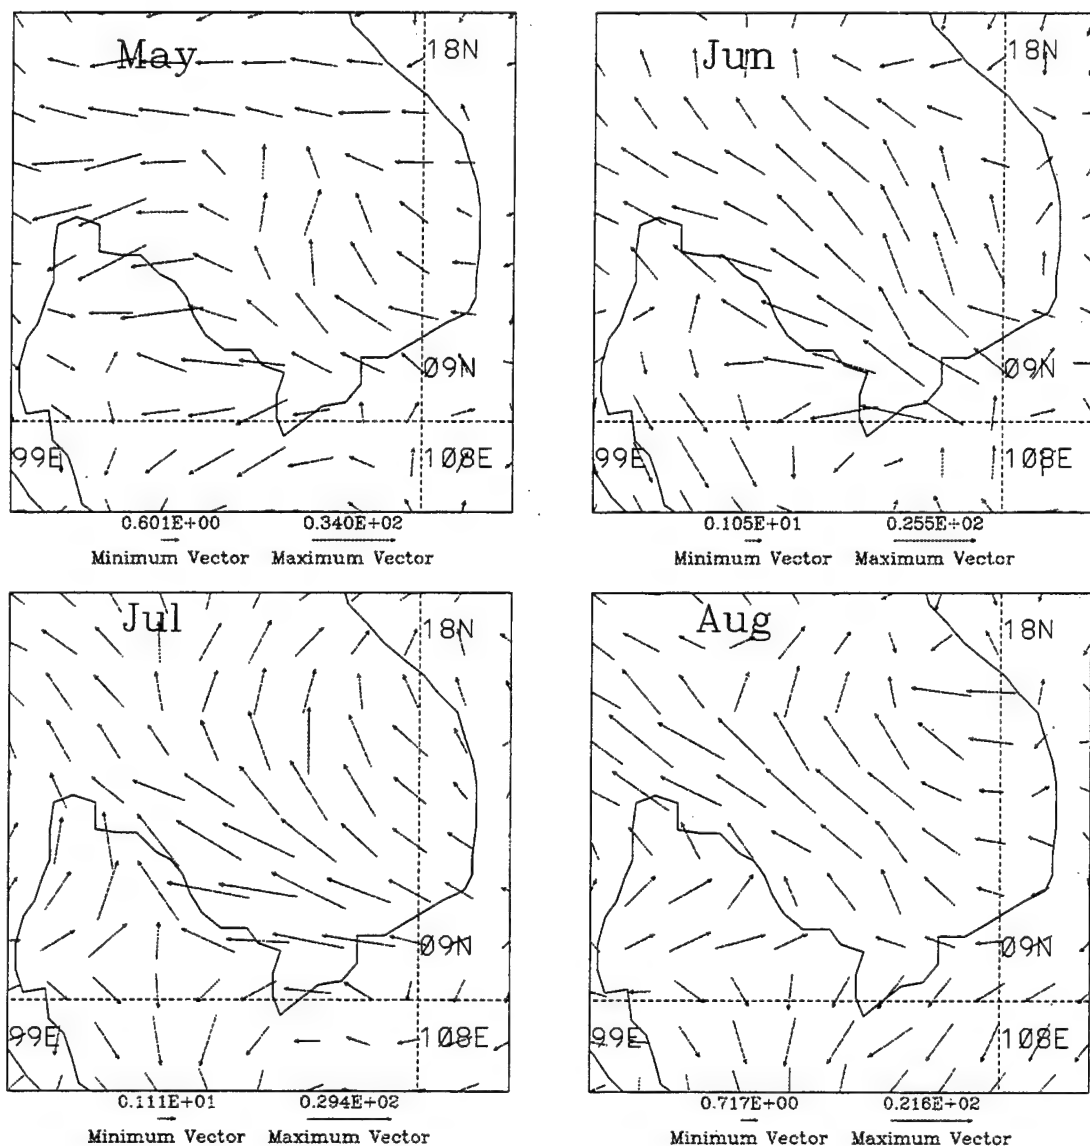 May
18N
09N
99E
108E
0.601E+00
0.340E+02
Minimum Vector
Maximum Vector
Jun
18N
09N
99E
108E
0.105E+01
0.255E+02
Minimum Vector
Maximum Vector
Jul
18N
09N
99E
108E
0.111E+01
0.294E+02
Minimum Vector
Maximum Vector
Aug
18N
09N
99E
108E
0.717E+00
0.216E+02
Minimum Vector
Maximum Vector